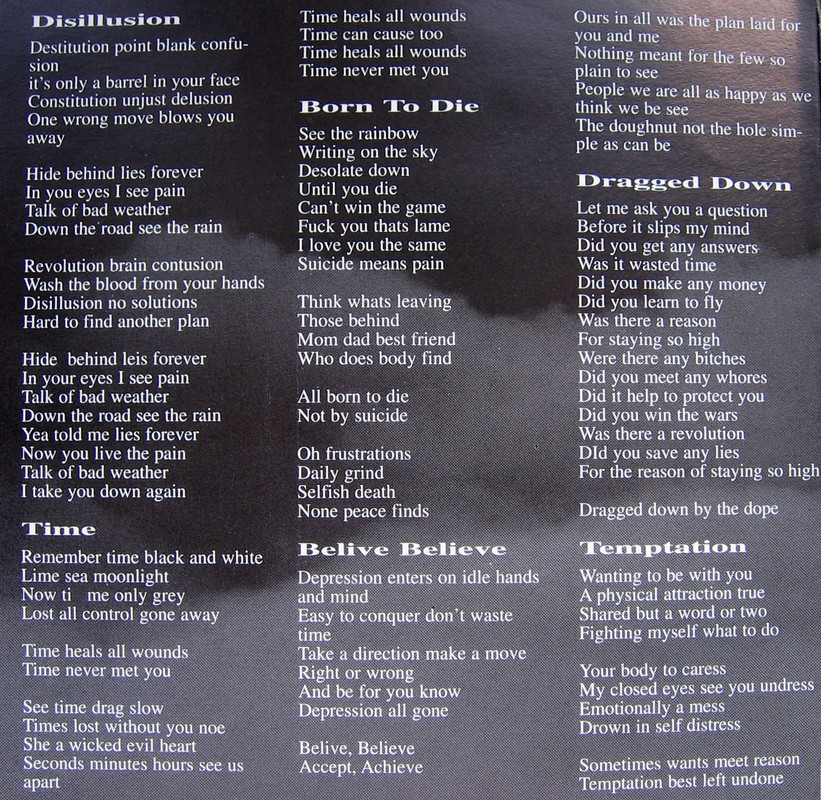 Disillusion
Destitution point blank confu-
sion
it's only a barrel in your face
Constitution unjust delusion
One wrong move blows you
away
Hide behind lies forever
In you eyes I see pain
Talk of bad weather
Down the road see the rain
Revolution brain contusion
Wash the blood from your hands
Disillusion no solutions
Hard to find another plan
Hide behind leis forever
In your eyes I see pain
Talk of bad weather
Down the road see the rain
Yea told me lies forever
Now you live the pain
Talk of bad weather
I take you down again
Time
Remember time black and white
Lime sea moonlight
Now ti me only grey
Lost all control gone away
Time heals all wounds
Time never met you
See time drag slow
Times lost without you noe
She a wicked evil heart
Seconds minutes hours see us
apart
Time heals all wounds
Time can cause too
Time heals all wounds
Time never met you
Born To Die
See the rainbow
Writing on the sky
Desolate down
Until you die
Can't win the game
Fuck you thats lame
I love you the same
Suicide means pain
Think whats leaving
Those behind
Mom dad best friend
Who does body find
All born to die
Not by suicide
Oh frustrations
Daily grind
Selfish death
None peace finds
Belive Believe
Depression enters on idle hands
and mind
Easy to conquer don't waste
time
Take a direction make a move
Right or wrong
And be for you know
Depression all gone
Belive, Believe
Accept, Achieve
Ours in all was the plan laid for
you and me
Nothing meant for the few so
plain to see
People we are all as happy as we
think we be see
The doughnut not the hole sim-
ple as can be
Dragged Down
Let me ask you a question
Before it slips my mind
Did you get any answers
Was it wasted time
Did you make any money
Did you learn to fly
Was there a reason
For staying so high
Were there any bitches
Did you meet any whores
Did it help to protect you
Did you win the wars
Was there a revolution
DId you save any lies
For the reason of staying so high
Dragged down by the dope
Temptation
Wanting to be with you
A physical attraction true
Shared but a word or two
Fighting myself what to do
Your body to caress
My closed eyes see you undress
Emotionally a mess
Drown in self distress
Sometimes wants meet reason
Temptation best left undone